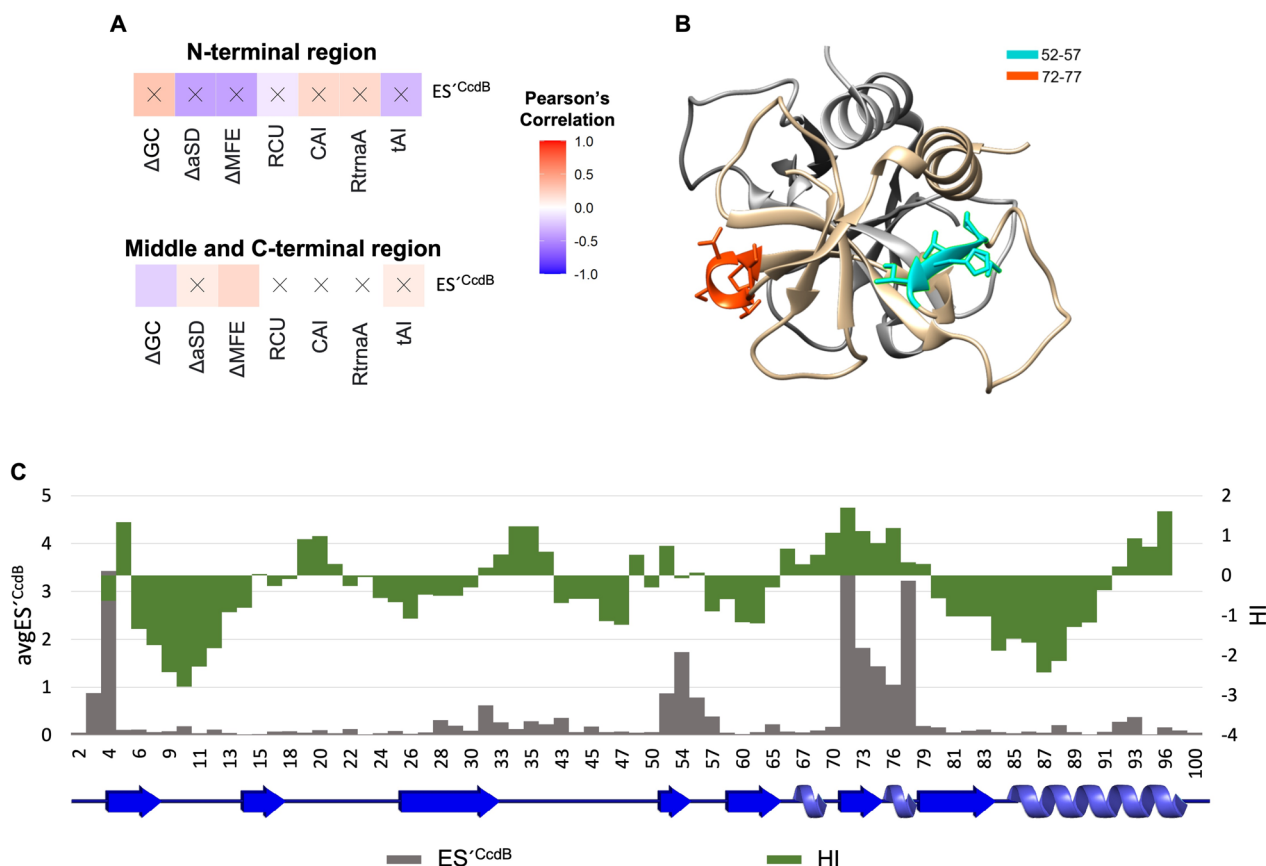 A
N-terminal region
ES′CcdB
ΔGC
ΔaSD
ΔMFE
RCU
CAI
RtrnaA
tAI
Middle and C-terminal region
ES′CcdB
ΔGC
ΔaSD
ΔMFE
RCU
CAI
RtrnaA
tAI
Pearson's
Correlation
1.0
0.5
0.0
-0.5
-1.0
B
52-57
72-77
C
avgES′CcdB
5
4
3
2
1
0
HI
2
1
0
-1
-2
-3
-4
2 4 6 9 11 13 15 18 20 22 24 26 28 30 33 35 43 45 47 50 52 54 57 60 65 67 70 73 76 79 81 83 85 87 89 91 93 96 100
ES′CcdB
HI